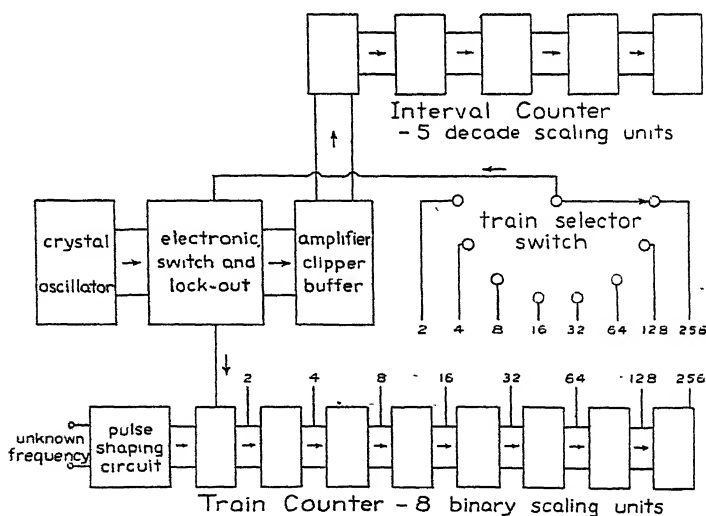 Interval Counter
- 5 decade scaling units
crystal
oscillator
electronic
switch and
lock-out
amplifier
clipper
buffer
train selector
switch
2 4 8 16 32 64 128 256
2 4 8 16 32 64 128 256
unknown
frequency
pulse
shaping
circuit
Train Counter - 8 binary scaling units